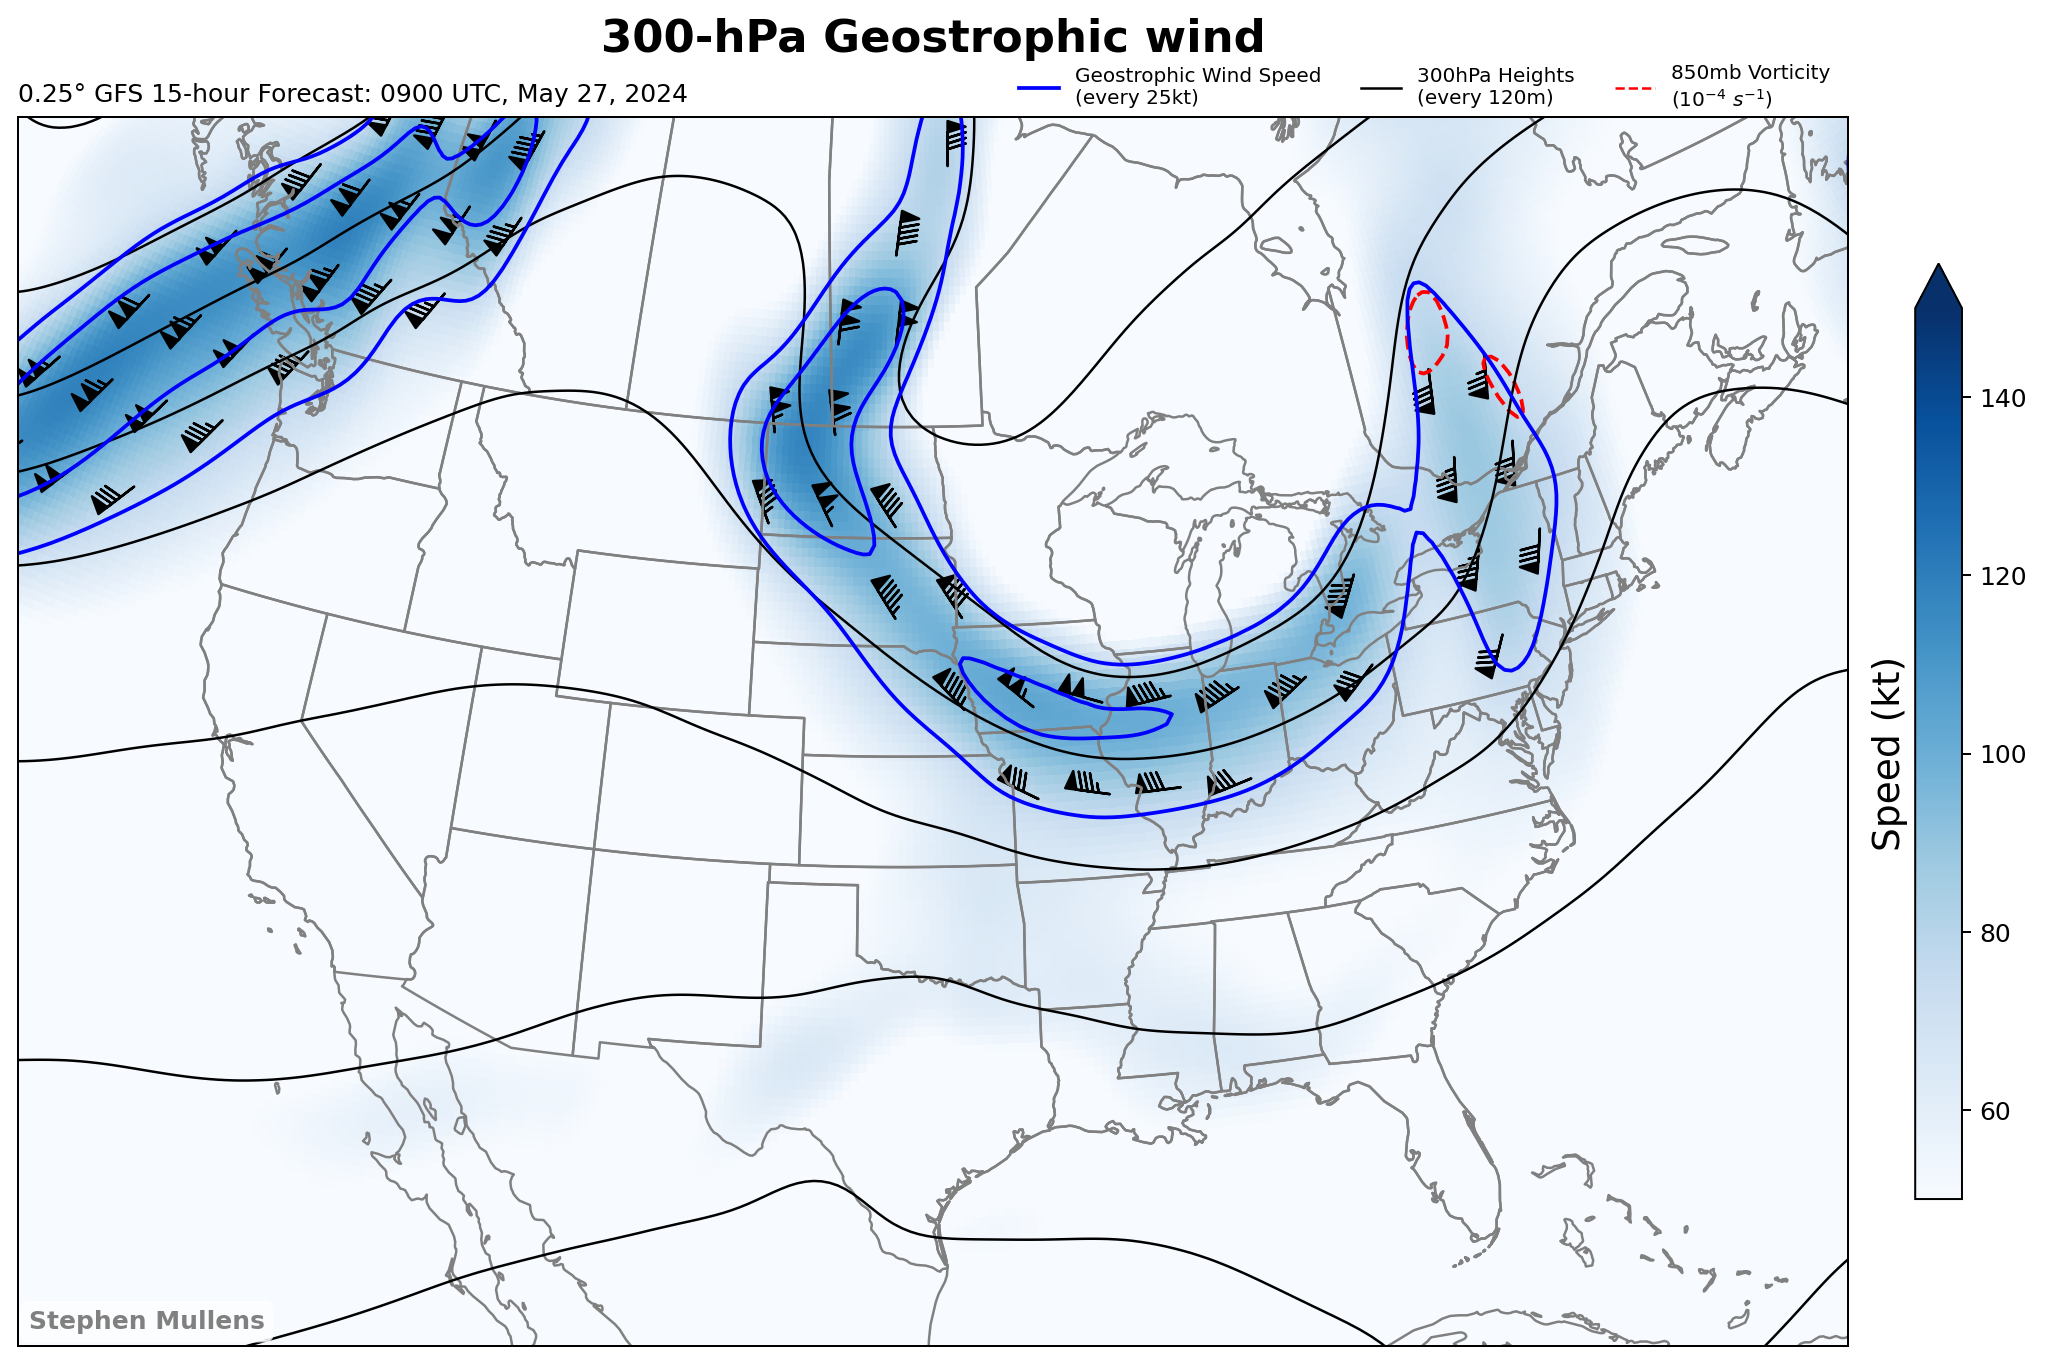 300-hPa Geostrophic wind
0.25° GFS 15-hour Forecast: 0900 UTC, May 27, 2024
Geostrophic Wind Speed
(every 25kt)
300hPa Heights
(every 120m)
850mb Vorticity
(10⁻⁴ s⁻¹)
140
120
100
80
60
Speed (kt)
Stephen Mullens